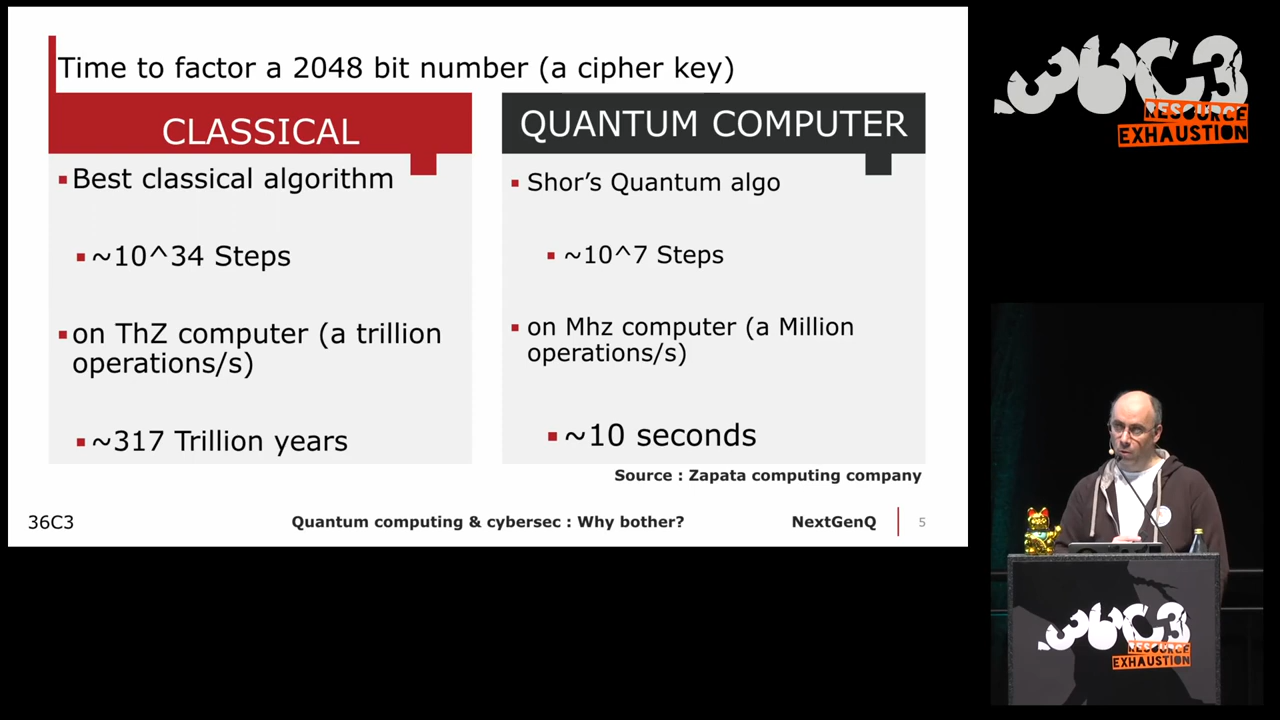 Time to factor a 2048 bit number (a cipher key)
CLASSICAL
▪Best classical algorithm
▪~10^34 Steps
▪on ThZ computer (a trillion
operations/s)
▪~317 Trillion years
QUANTUM COMPUTER
▪Shor’s Quantum algo
▪~10^7 Steps
▪on Mhz computer (a Million
operations/s)
▪~10 seconds
Source : Zapata computing company
36C3
Quantum computing & cybersec : Why bother?
NextGenQ
5
36C3
RESOURCE
EXHAUSTION
36C3
RESOURCE
EXHAUSTION